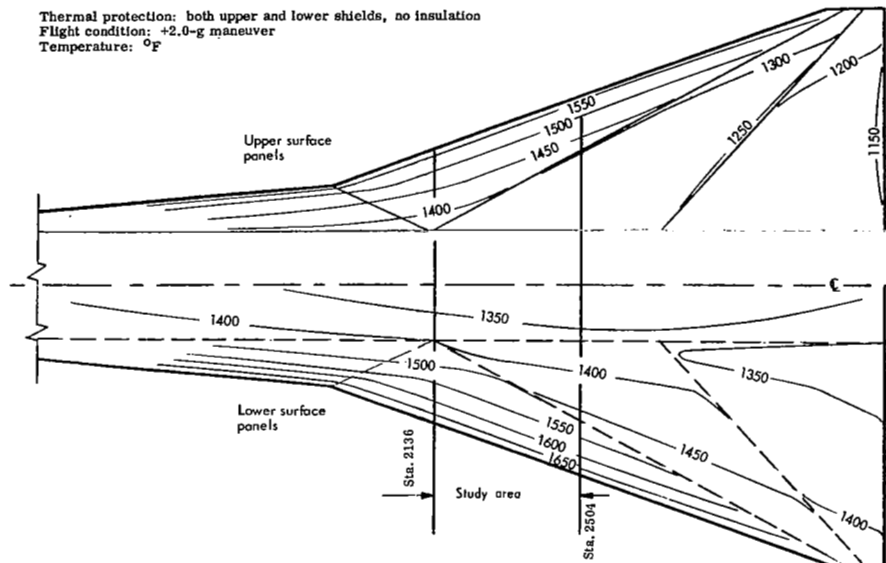 Thermal protection: both upper and lower shields, no insulation
Flight condition: +2.0-g maneuver
Temperature: °F
1300
1200
1550
1500
Upper surface
panels
1450
1250
1150
1400
℄
1400
1350
1500
1400
1350
Lower surface
panels
1550
1600
1650
1450
Sta. 2136
Study area
Sta. 2504
1400